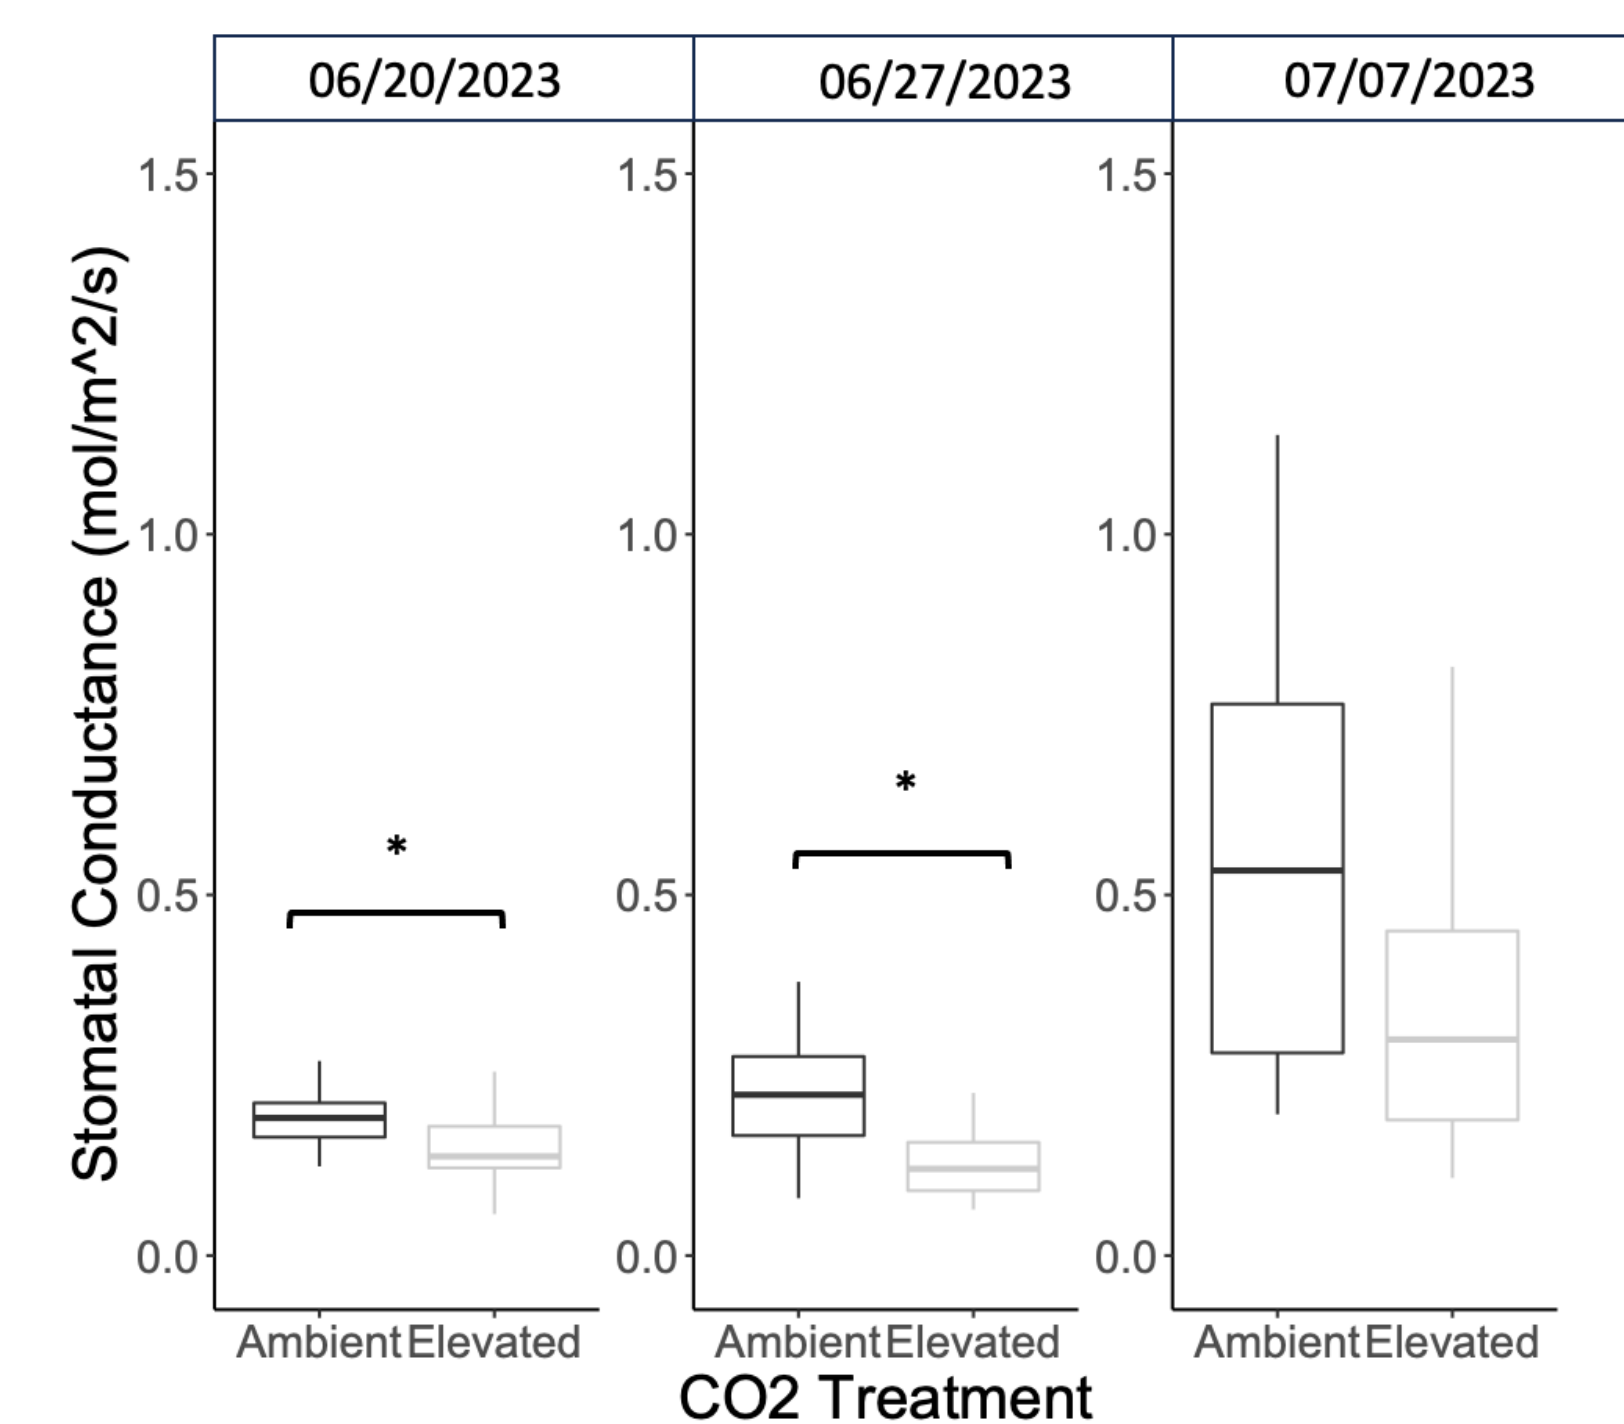 06/20/2023 06/27/2023 07/07/2023
1.5 1.5 1.5
1.0 1.0 1.0
* *
0.5 0.5 0.5
0.0 0.0 0.0
Stomatal Conductance (mol/m^2/s)
Ambient Elevated Ambient Elevated Ambient Elevated
CO2 Treatment